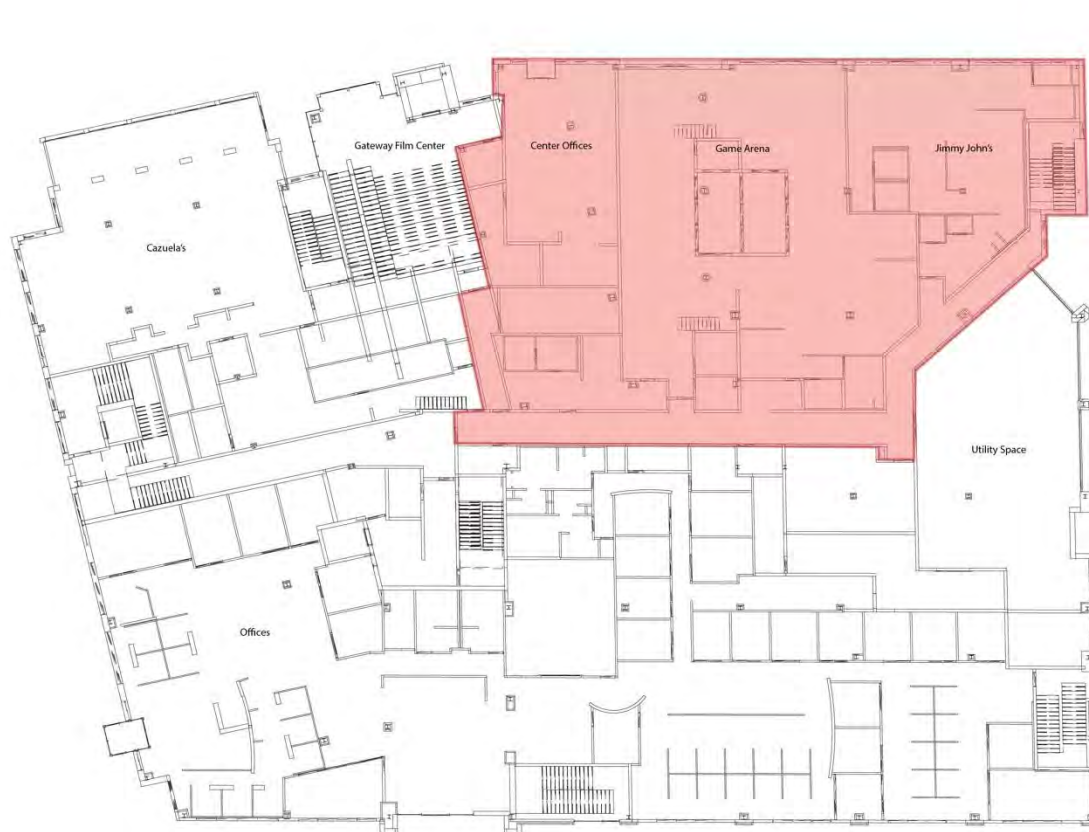 Gateway Film Center
Center Offices
Game Arena
Jimmy John's
Cazuela's
Utility Space
Offices